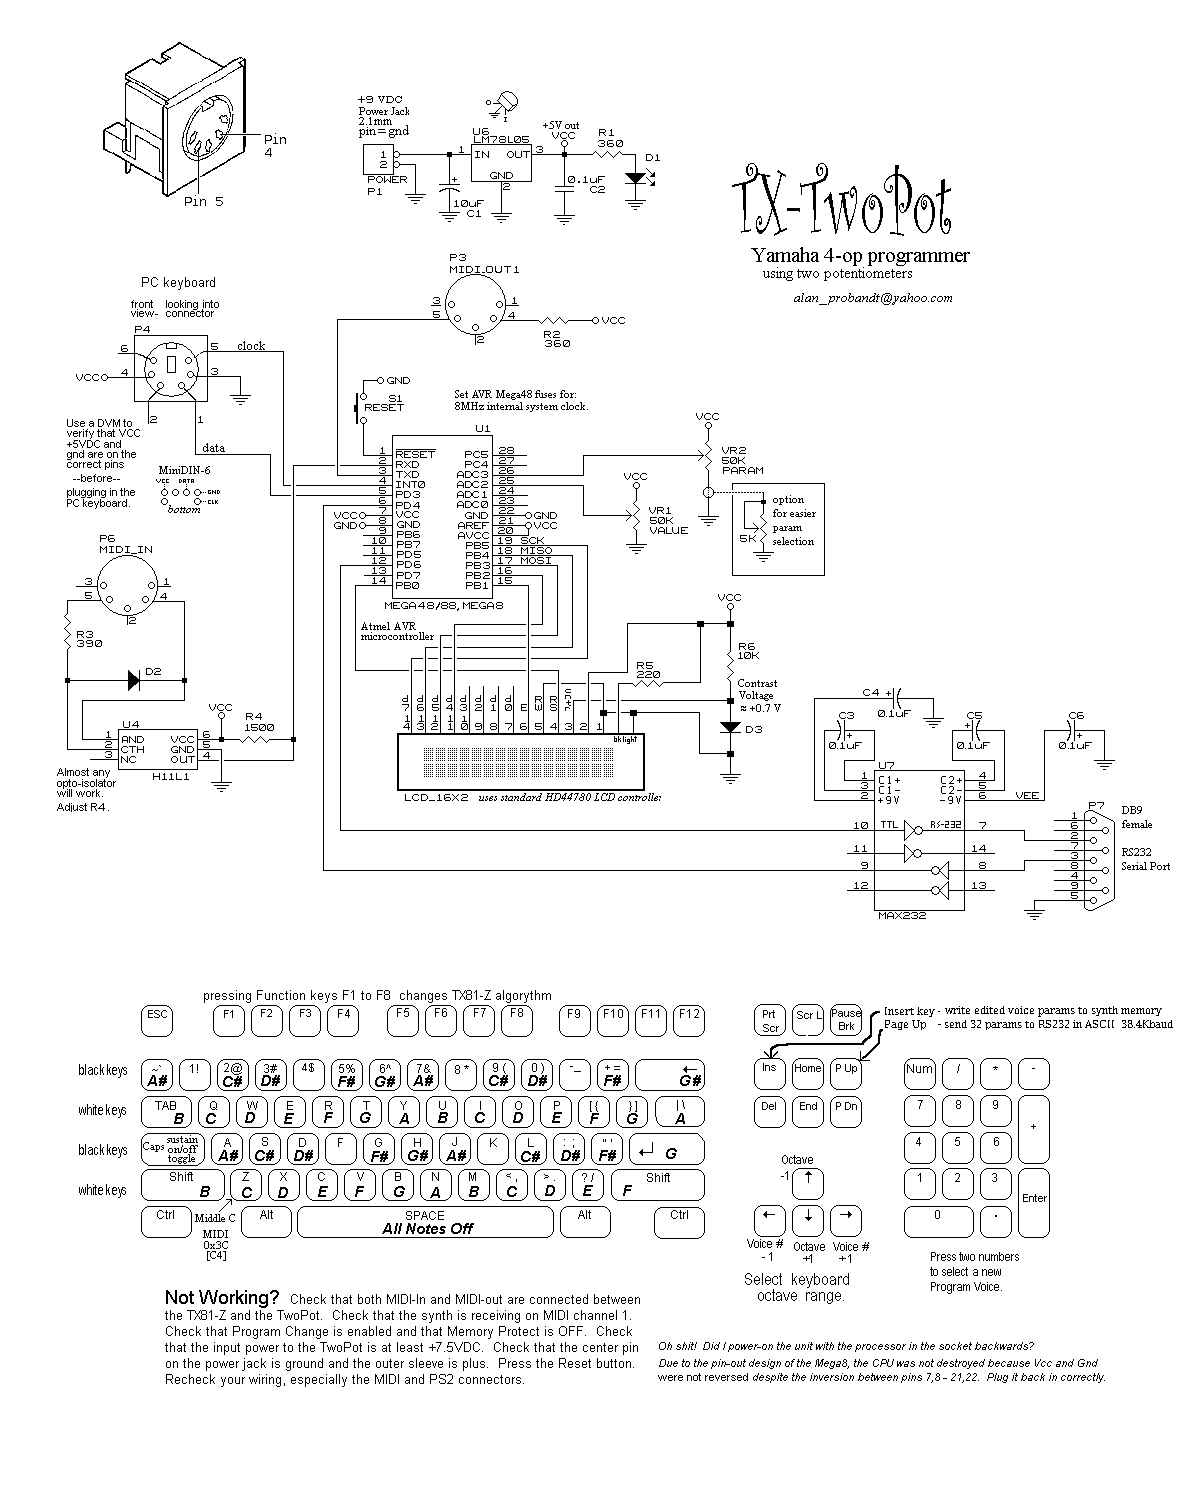 Pin 4
Pin 5
+9 VDC
Power Jack
2.1mm
pin=gnd
1
2
POWER
P1
10uF
C1
U6
LM78L05
1 IN OUT 3
GND
2
+5V out
VCC
R1
360
D1
0.1uF
C2
TX-TwoPot
Yamaha 4-op programmer
using two potentiometers
alan_probandt@yahoo.com
P3
MIDI_OUT1
3 1
5 4
2
R2
360
VCC
PC keyboard
front looking into
view- connector
P4
6 5 clock
VCC 4 3
2 1
data
Use a DVM to
verify that VCC
+5VDC and
gnd are on the
correct pins
--before--
plugging in the
PC keyboard.
MiniDIN-6
VCC DATA
GND
CLK
bottom
GND
S1
RESET
Set AVR Mega48 fuses for:
8MHz internal system clock.
U1
1 RESET PC5 28
2 RXD PC4 27
3 TXD ADC3 26
4 INT0 ADC2 25
5 PD3 ADC1 24
6 PD4 ADC0 23
VCC 7 VCC GND 22 GND
GND 8 GND AREF 21 VCC
9 PB6 AVCC 20
10 PB7 PB5 19 SCK
11 PD5 PB4 18 MISO
12 PD6 PB3 17 MOSI
13 PD7 PB2 16
14 PB0 PB1 15
MEGA48/88,MEGA8
Atmel AVR
microcontroller
VCC
VR2
50K
PARAM
VCC
VR1
50K
VALUE
option
for easier
param
selection
5K
P6
MIDI_IN
3 1
5 4
2
R3
390
D2
U4
1 AND VCC 6
2 CTH GND 5
3 NC OUT 4
H11L1
VCC
R4
1500
Almost any
opto-isolator
will work.
Adjust R4.
VCC
R5
220
R6
10K
Contrast
Voltage
≈ +0.7 V
D3
d7 d6 d5 d4 d3 d2 d1 d0 E RW RS
14 13 12 11 10 9 8 7 6 5 4 3 2 1
bklight
LCD_16X2 uses standard HD44780 LCD controller
C4
0.1uF
C3
0.1uF
C5
0.1uF
C6
0.1uF
U7
1 C1+ C2+ 4
3 C1- C2- 5
2 +9V -9V 6 VEE
10 TTL RS-232 7
11 14
9 8
12 13
MAX232
P7
1
6
2
7
3
8
4
9
5
DB9
female
RS232
Serial Port
pressing Function keys F1 to F8 changes TX81-Z algorythm
ESC F1 F2 F3 F4 F5 F6 F7 F8 F9 F10 F11 F12
Prt Scr Scr L Pause Brk
Insert key - write edited voice params to synth memory
Page Up - send 32 params to RS232 in ASCII 38.4Kbaud
black keys ~` A# 1! 2@ C# 3# D# 4$ 5% F# 6^ G# 7& A# 8* 9( C# 0) D# -_ += F# ← G#
Ins Home P Up
Num / * -
white keys TAB B Q C W D E E R F T G Y A U B I C O D P E [{ F }] G |\ A
Del End P Dn
7 8 9 +
black keys Caps sustain on/off toggle A A# S C# D D# F G F# H G# J A# K L C# ; : D# " ' F# ↵ G
4 5 6
white keys Shift B Z C X D C E V F B G N A M B <, C >. D ?/ E F Shift
Octave
-1 ↑
1 2 3 Enter
Ctrl Alt SPACE All Notes Off Alt Ctrl
← ↓ →
0 .
Middle C
MIDI
0x3C
[C4]
Voice # - 1
Octave +1
Voice # +1
Select keyboard
octave range.
Press two numbers
to select a new
Program Voice.
Not Working? Check that both MIDI-In and MIDI-out are connected between
the TX81-Z and the TwoPot. Check that the synth is receiving on MIDI channel 1.
Check that Program Change is enabled and that Memory Protect is OFF. Check
that the input power to the TwoPot is at least +7.5VDC. Check that the center pin
on the power jack is ground and the outer sleeve is plus. Press the Reset button.
Recheck your wiring, especially the MIDI and PS2 connectors.
Oh shit! Did I power-on the unit with the processor in the socket backwards?
Due to the pin-out design of the Mega8, the CPU was not destroyed because Vcc and Gnd
were not reversed despite the inversion between pins 7,8 - 21,22. Plug it back in correctly.